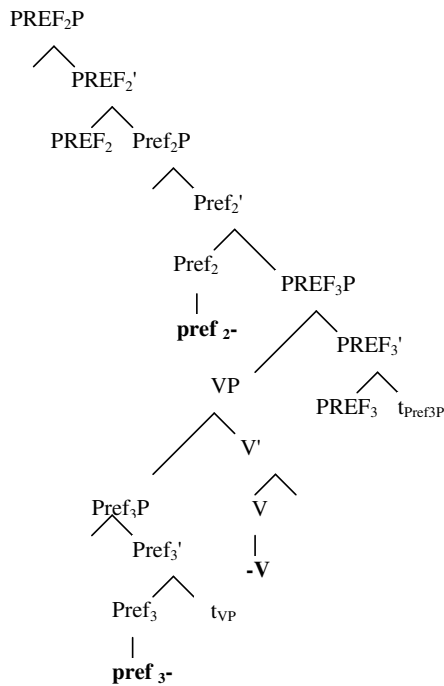 PREF₂P
PREF₂'
PREF₂ Pref₂P
Pref₂'
Pref₂ PREF₃P
pref ₂-
PREF₃'
VP
PREF₃ t_Pref3P
V'
Pref₃P V
Pref₃'
-V
Pref₃ t_VP
pref ₃-